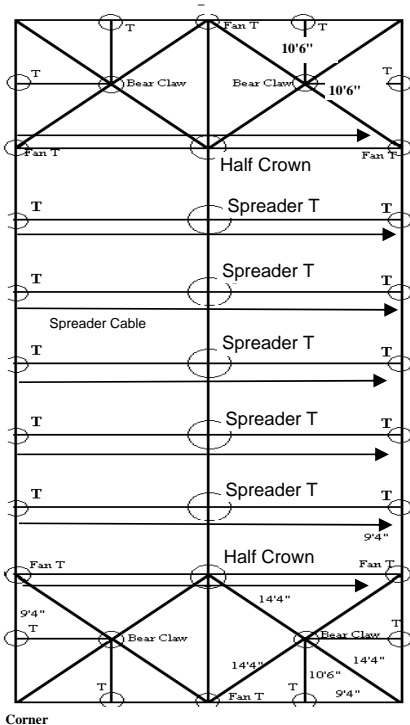 Fan T
T
T
10'6"
T
Bear Claw
Bear Claw
10'6"
T
Fan T
Fan T
Half Crown
T
Spreader T
T
T
Spreader T
T
Spreader Cable
T
Spreader T
T
T
Spreader T
T
T
Spreader T
T
9'4"
Half Crown
Fan T
Fan T
9'4"
14'4"
T
Bear Claw
Bear Claw
T
14'4"
14'4"
10'6"
T
T
9'4"
Fan T
Corner